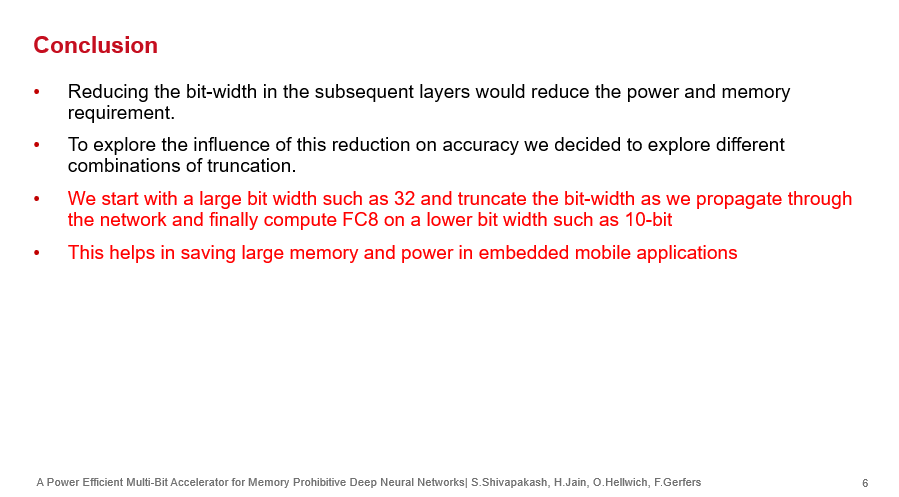 Conclusion
• Reducing the bit-width in the subsequent layers would reduce the power and memory
requirement.
• To explore the influence of this reduction on accuracy we decided to explore different
combinations of truncation.
• We start with a large bit width such as 32 and truncate the bit-width as we propagate through
the network and finally compute FC8 on a lower bit width such as 10-bit
• This helps in saving large memory and power in embedded mobile applications
A Power Efficient Multi-Bit Accelerator for Memory Prohibitive Deep Neural Networks| S.Shivapakash, H.Jain, O.Hellwich, F.Gerfers 6